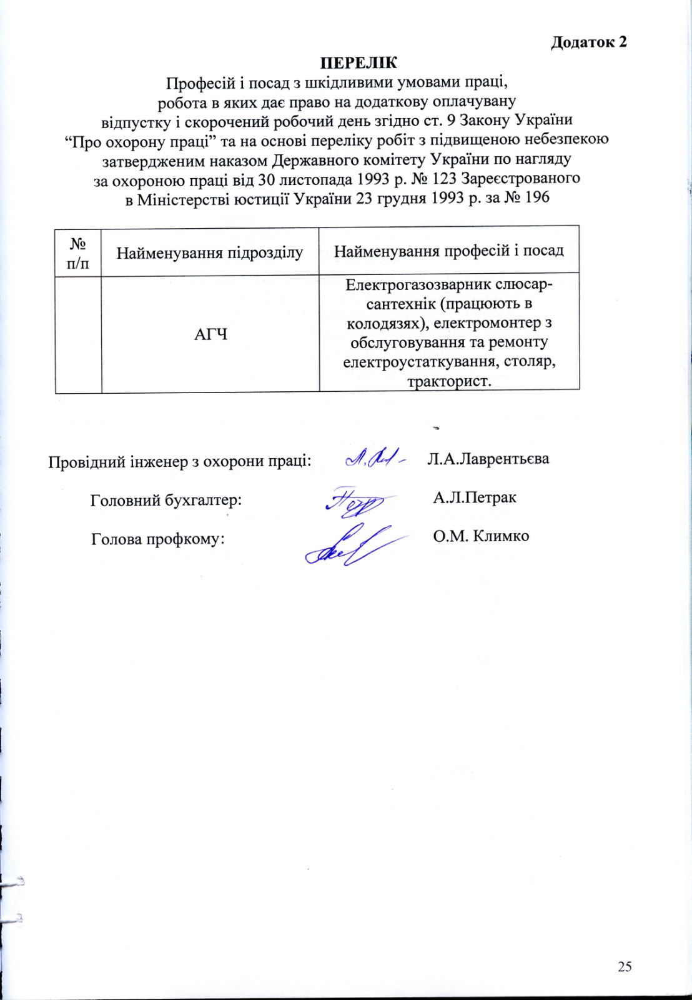 Додаток 2
ПЕРЕЛІК
Професій і посад з шкідливими умовами праці,
робота в яких дає право на додаткову оплачувану
відпустку і скорочений робочий день згідно ст. 9 Закону України
“Про охорону праці” та на основі переліку робіт з підвищеною небезпекою
затвердженим наказом Державного комітету України по нагляду
за охороною праці від 30 листопада 1993 р. № 123 Зареєстрованого
в Міністерстві юстиції України 23 грудня 1993 р. за № 196
№
п/п
Найменування підрозділу
Найменування професій і посад
АГЧ
Електрогазозварник слюсар-
сантехнік (працюють в
колодязях), електромонтер з
обслуговування та ремонту
електроустаткування, столяр,
тракторист.
Провідний інженер з охорони праці: Л.А.Лаврентьєва
Головний бухгалтер: А.Л.Петрак
Голова профкому: О.М. Климко
25